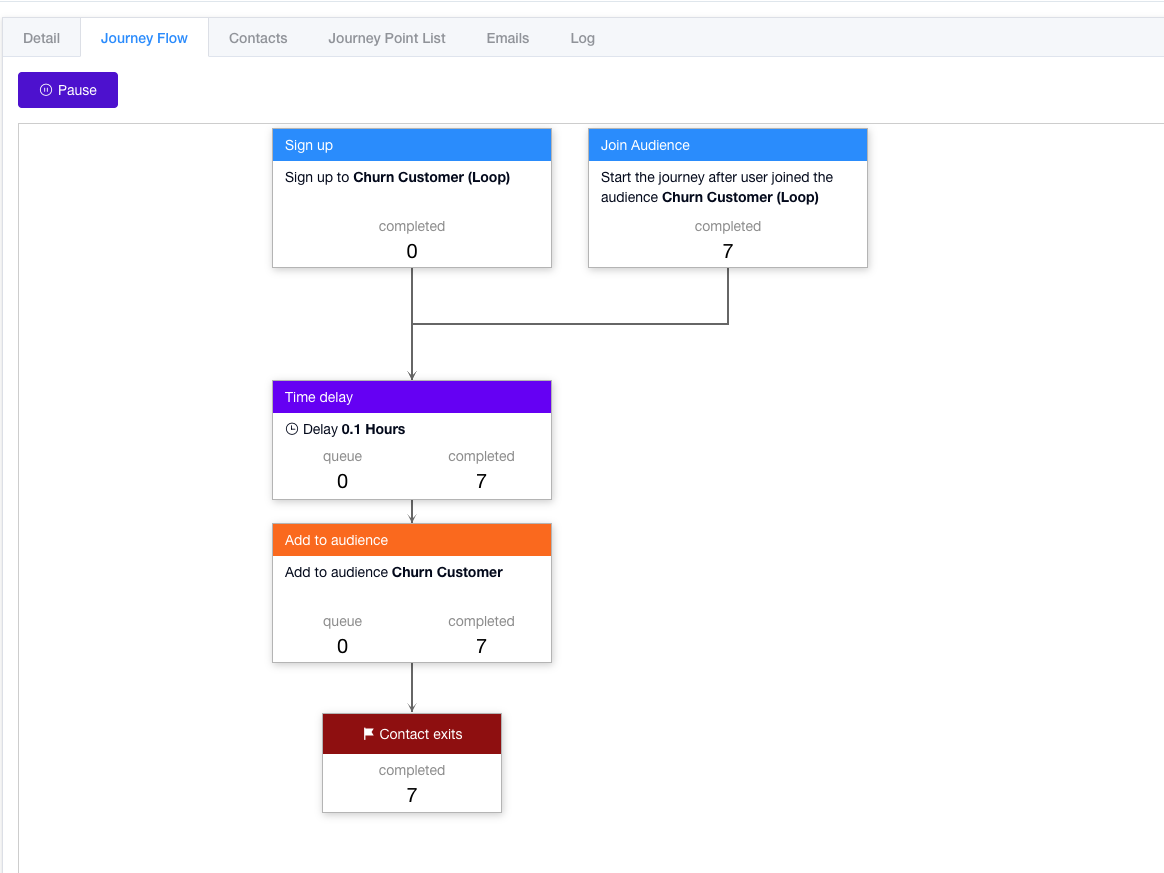 Detail
Journey Flow
Contacts
Journey Point List
Emails
Log
Pause
Sign up
Sign up to Churn Customer (Loop)
completed
0
Join Audience
Start the journey after user joined the
audience Churn Customer (Loop)
completed
7
Time delay
Delay 0.1 Hours
queue completed
0 7
Add to audience
Add to audience Churn Customer
queue completed
0 7
Contact exits
completed
7